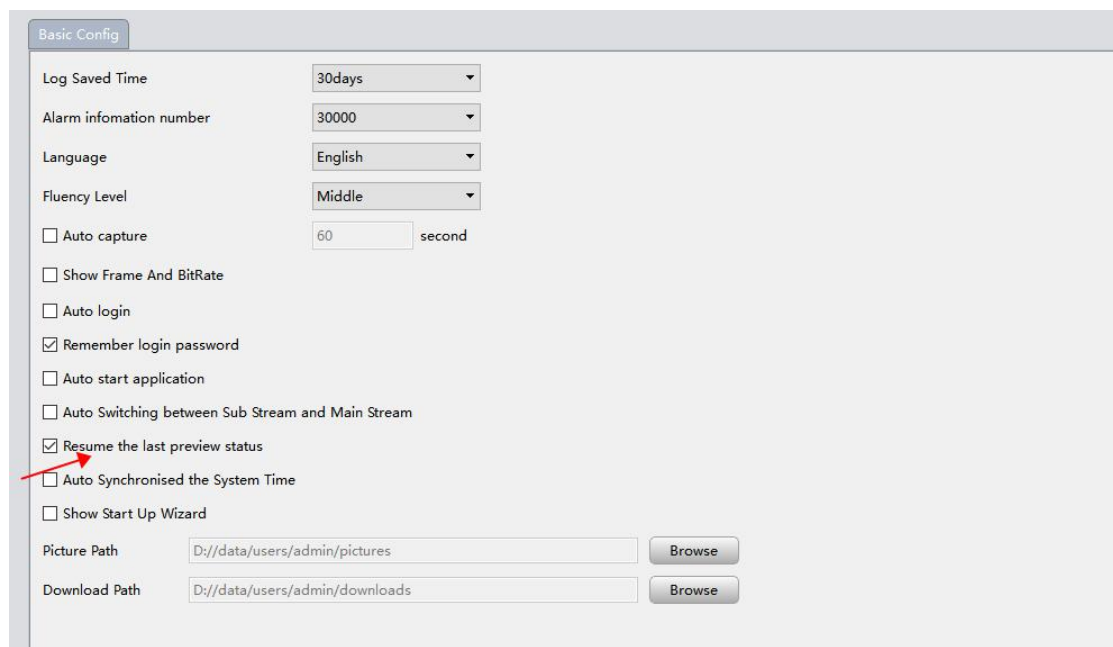 Basic Config
Log Saved Time 30days
Alarm infomation number 30000
Language English
Fluency Level Middle
Auto capture 60 second
Show Frame And BitRate
Auto login
Remember login password
Auto start application
Auto Switching between Sub Stream and Main Stream
Resume the last preview status
Auto Synchronised the System Time
Show Start Up Wizard
Picture Path D://data/users/admin/pictures Browse
Download Path D://data/users/admin/downloads Browse